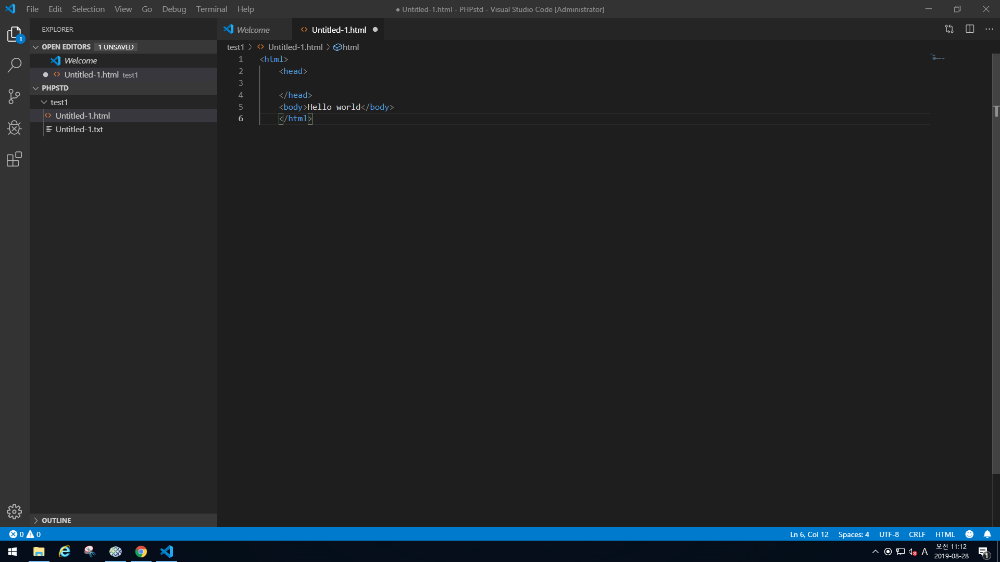 File Edit Selection View Go Debug Terminal Help
● Untitled-1.html - PHPstd - Visual Studio Code [Administrator]
1
EXPLORER
OPEN EDITORS 1 UNSAVED
Welcome
Untitled-1.html test1
PHPSTD
test1
Untitled-1.html
Untitled-1.txt
OUTLINE
Welcome
Untitled-1.html
test1 > Untitled-1.html > html
1 <html>
2     <head>
3
4     </head>
5     <body>Hello world</body>
6     </html>
0 0
Ln 6, Col 12 Spaces: 4 UTF-8 CRLF HTML
A
오전 11:12
2019-08-28
1